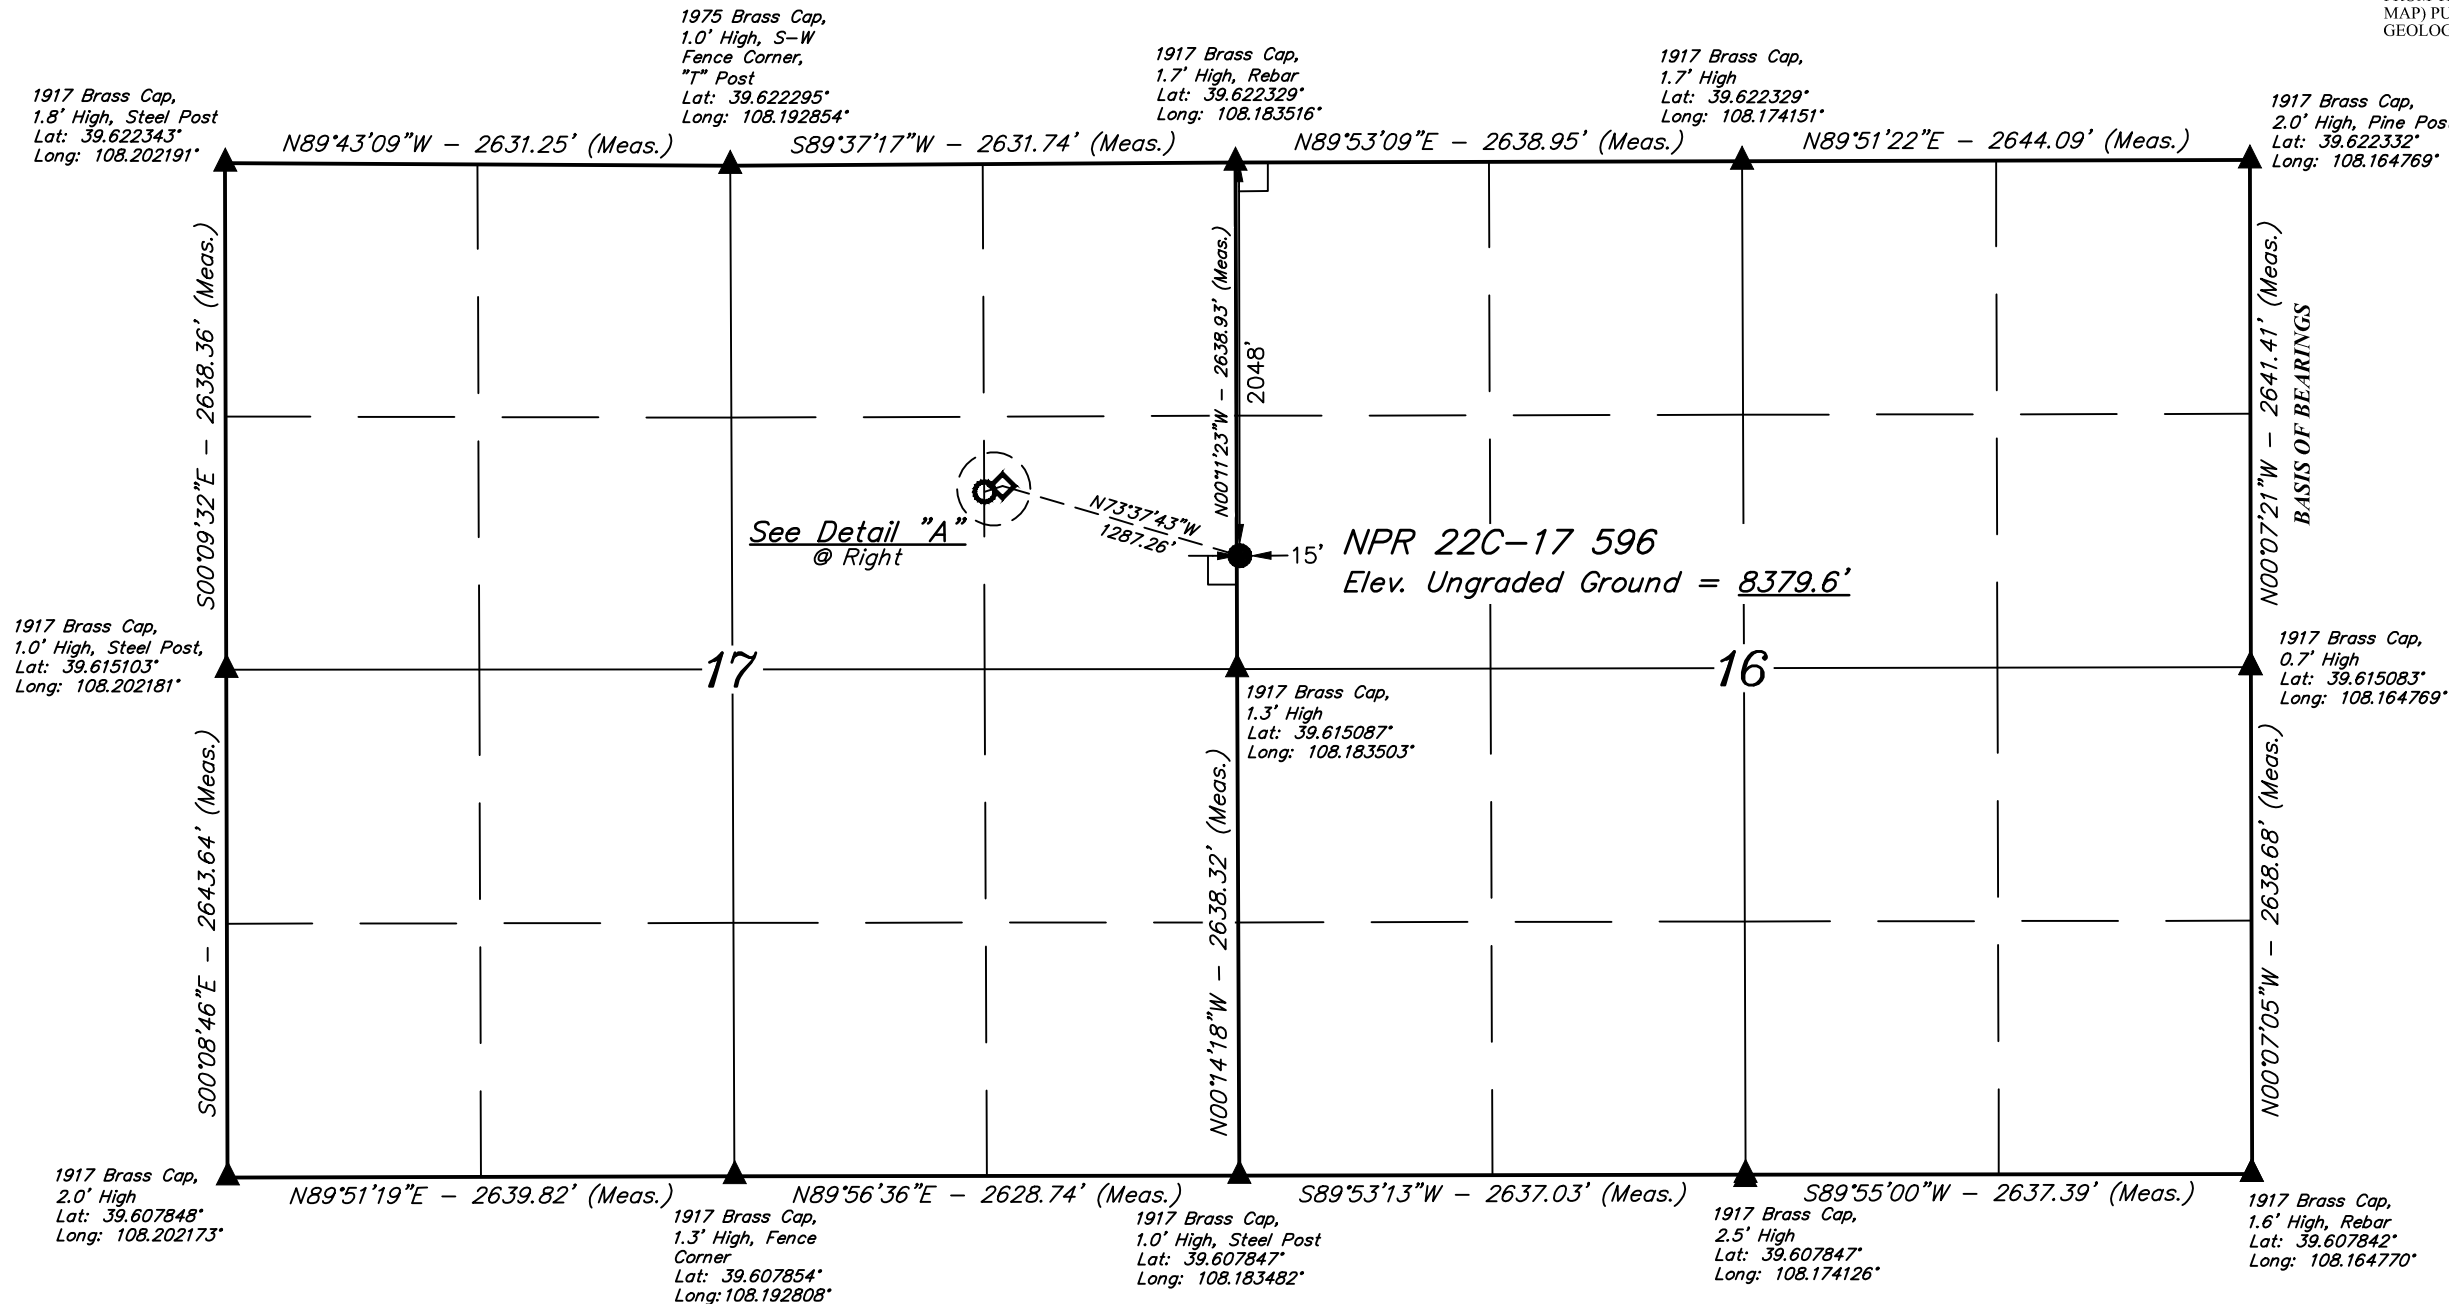 MAP) PU
GEOLOC
1975 Brass Cap,
1.0' High, S-W
Fence Corner,
"T" Post
Lat: 39.622295°
Long: 108.192854°
1917 Brass Cap,
1.7' High, Rebar
Lat: 39.622329°
Long: 108.183516°
1917 Brass Cap,
1.7' High
Lat: 39.622329°
Long: 108.174151°
1917 Brass Cap,
1.8' High, Steel Post
Lat: 39.622343°
Long: 108.202191°
1917 Brass Cap,
2.0' High, Pine Pos
Lat: 39.622332°
Long: 108.164769°
N89°43'09"W - 2631.25' (Meas.)
S89°37'17"W - 2631.74' (Meas.)
N89°53'09"E - 2638.95' (Meas.)
N89°51'22"E - 2644.09' (Meas.)
S00°09'32"E - 2638.36' (Meas.)
N00°11'23"W - 2638.93' (Meas.)
2048'
N00°07'21"W - 2641.41' (Meas.)
BASIS OF BEARINGS
See Detail "A"
@ Right
N73°37'43"W
1287.26'
15'
NPR 22C-17 596
Elev. Ungraded Ground = 8379.6'
1917 Brass Cap,
1.0' High, Steel Post,
Lat: 39.615103°
Long: 108.202181°
17
16
1917 Brass Cap,
0.7' High
Lat: 39.615083°
Long: 108.164769°
1917 Brass Cap,
1.3' High
Lat: 39.615087°
Long: 108.183503°
S00°08'46"E - 2643.64' (Meas.)
N00°14'18"W - 2638.32' (Meas.)
N00°07'05"W - 2638.68' (Meas.)
1917 Brass Cap,
2.0' High
Lat: 39.607848°
Long: 108.202173°
N89°51'19"E - 2639.82' (Meas.)
N89°56'36"E - 2628.74' (Meas.)
S89°53'13"W - 2637.03' (Meas.)
S89°55'00"W - 2637.39' (Meas.)
1917 Brass Cap,
1.3' High, Fence
Corner
Lat: 39.607854°
Long:108.192808°
1917 Brass Cap,
1.0' High, Steel Post
Lat: 39.607847°
Long: 108.183482°
1917 Brass Cap,
2.5' High
Lat: 39.607847°
Long: 108.174126°
1917 Brass Cap,
1.6' High, Rebar
Lat: 39.607842°
Long: 108.164770°